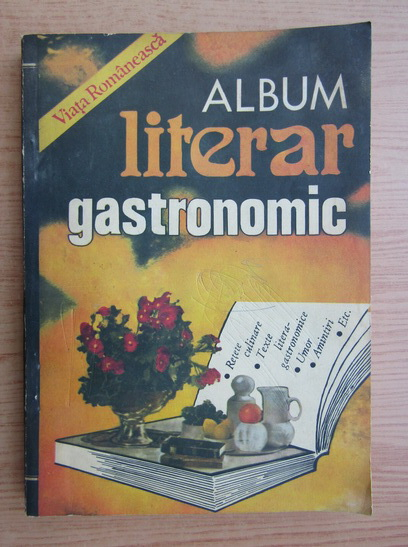 Viața Românească
ALBUM
literar
gastronomic
• Rețete
culinare
• Texte
litera-
gastronomice
• Umor
• Amintiri
• Etc.